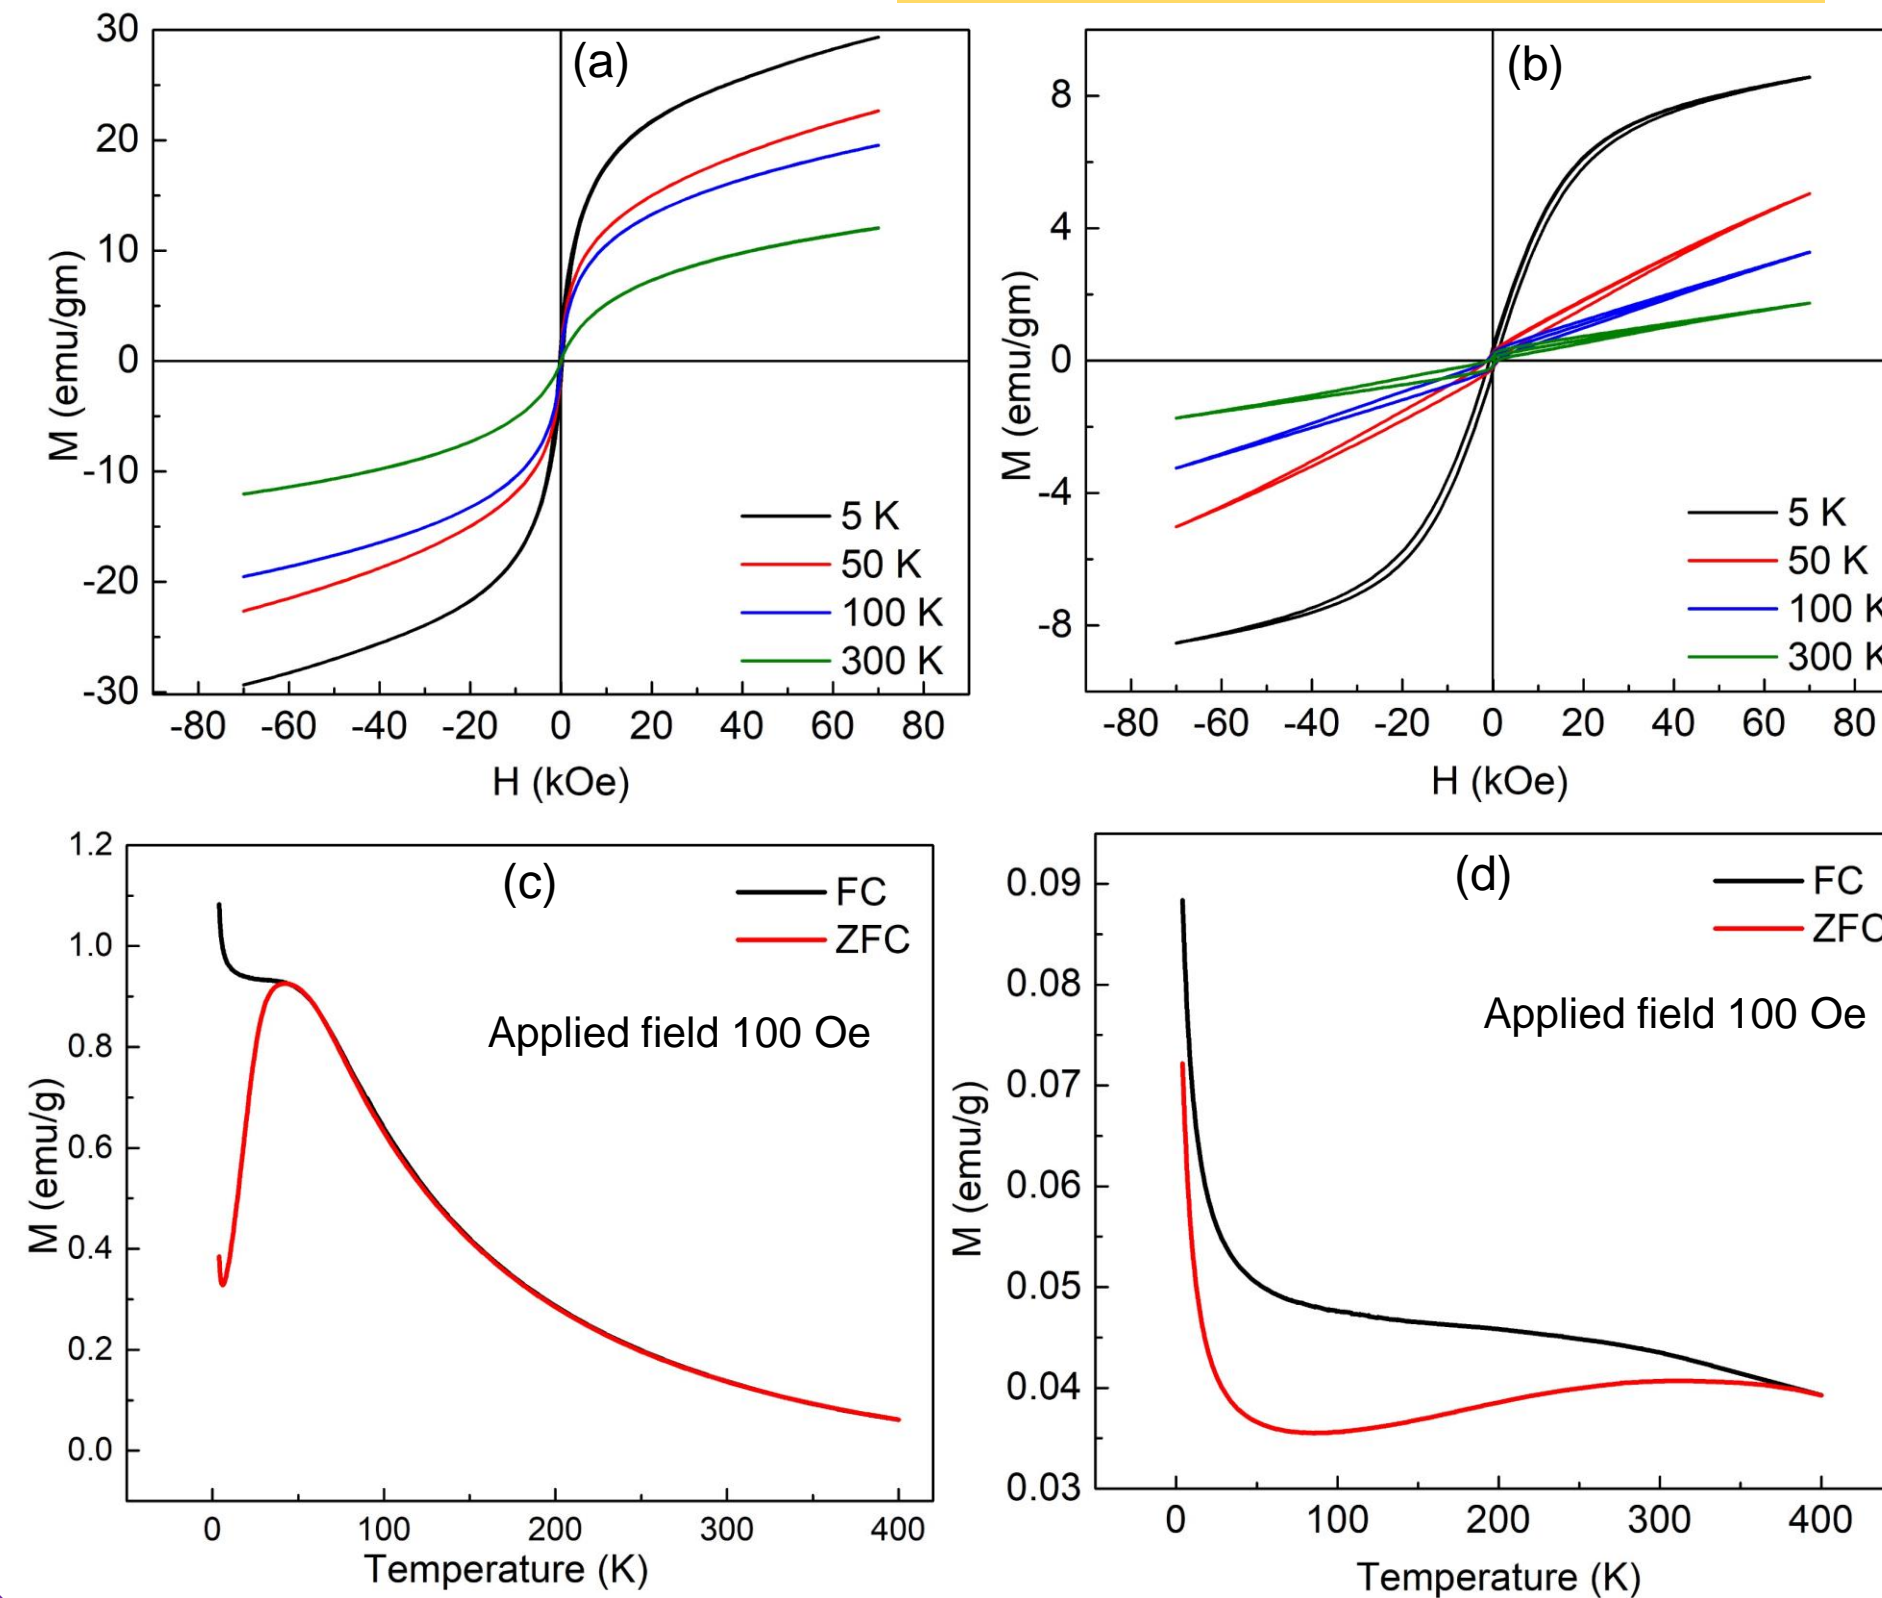 (a)
30
20
10
0
-10
-20
-30
M (emu/gm)
5 K
50 K
100 K
300 K
-80 -60 -40 -20 0 20 40 60 80
H (kOe)
(b)
8
4
0
-4
-8
M (emu/gm)
5 K
50 K
100 K
300 K
-80 -60 -40 -20 0 20 40 60 80
H (kOe)
(c)
1.2
1.0
0.8
0.6
0.4
0.2
0.0
M (emu/g)
FC
ZFC
Applied field 100 Oe
0 100 200 300 400
Temperature (K)
(d)
0.09
0.08
0.07
0.06
0.05
0.04
0.03
M (emu/g)
FC
ZFC
Applied field 100 Oe
0 100 200 300 400
Temperature (K)